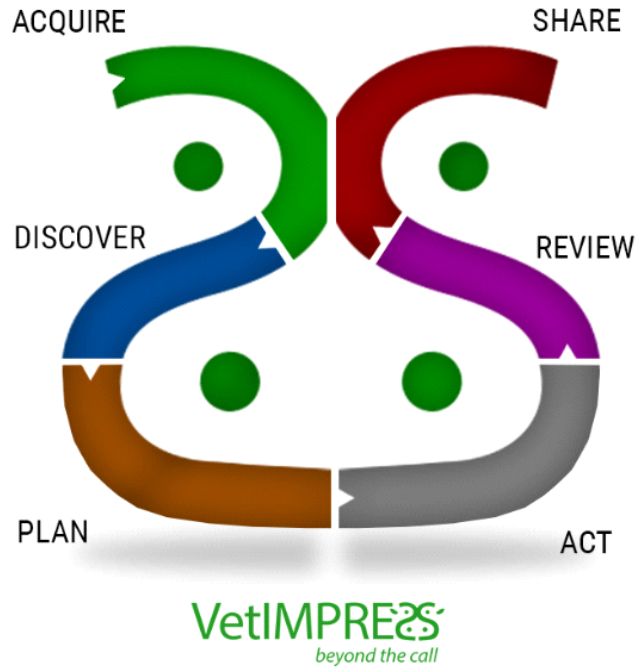 ACQUIRE
SHARE
DISCOVER
REVIEW
PLAN
ACT
VetIMPRESS
beyond the call